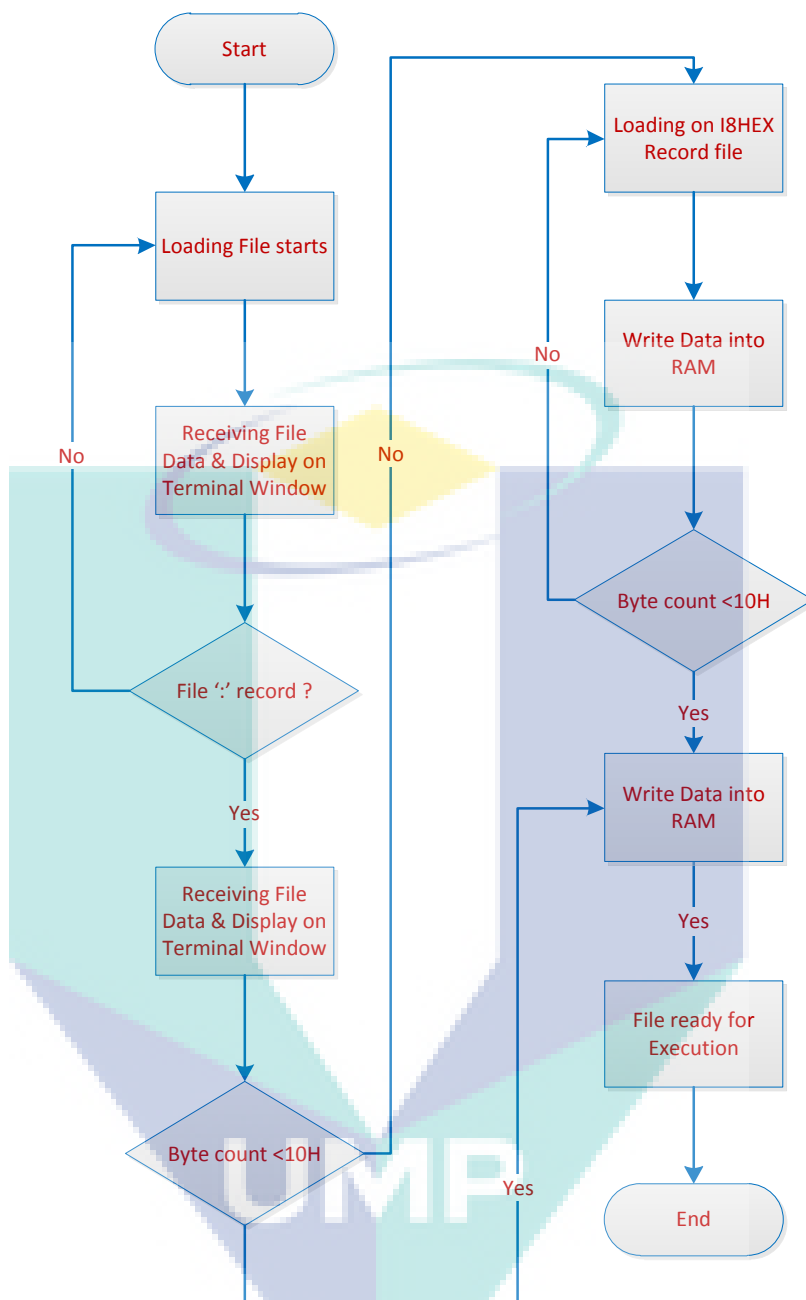 Start
Loading File starts
Receiving File
Data & Display on
Terminal Window
No
File ‘:’ record ?
Yes
Receiving File
Data & Display on
Terminal Window
Byte count <10H
No
Yes
Loading on I8HEX
Record file
Write Data into
RAM
No
Byte count <10H
Yes
Write Data into
RAM
Yes
File ready for
Execution
End
UMP